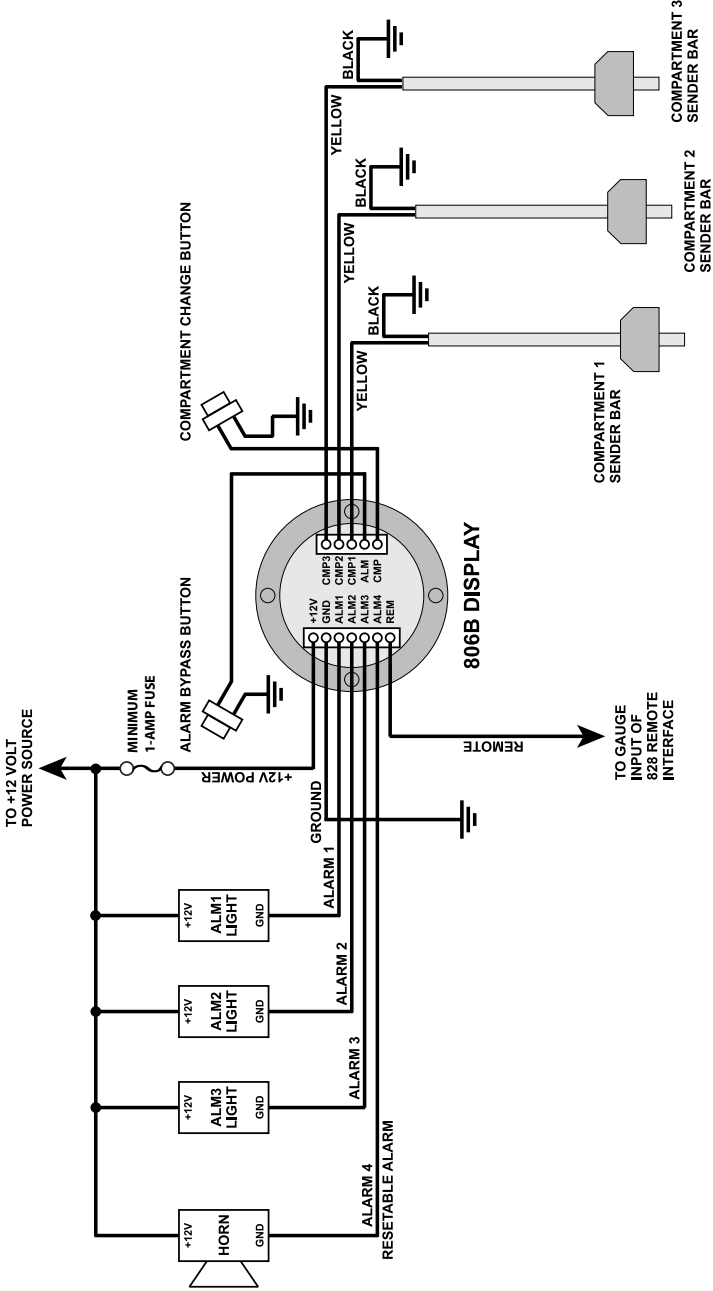 TO +12 VOLT
POWER SOURCE
MINIMUM
1-AMP FUSE
+12V POWER
ALARM BYPASS BUTTON
COMPARTMENT CHANGE BUTTON
+12V
HORN
GND
+12V
ALM3
LIGHT
GND
+12V
ALM2
LIGHT
GND
+12V
ALM1
LIGHT
GND
ALARM 4
RESETABLE ALARM
ALARM 3
ALARM 2
ALARM 1
GROUND
REMOTE
TO GAUGE
INPUT OF
828 REMOTE
INTERFACE
+12V
GND
ALM1
ALM2
ALM3
ALM4
REM
CMP3
CMP2
CMP1
ALM
CMP
806B DISPLAY
YELLOW
BLACK
COMPARTMENT 1
SENDER BAR
YELLOW
BLACK
COMPARTMENT 2
SENDER BAR
YELLOW
BLACK
COMPARTMENT 3
SENDER BAR